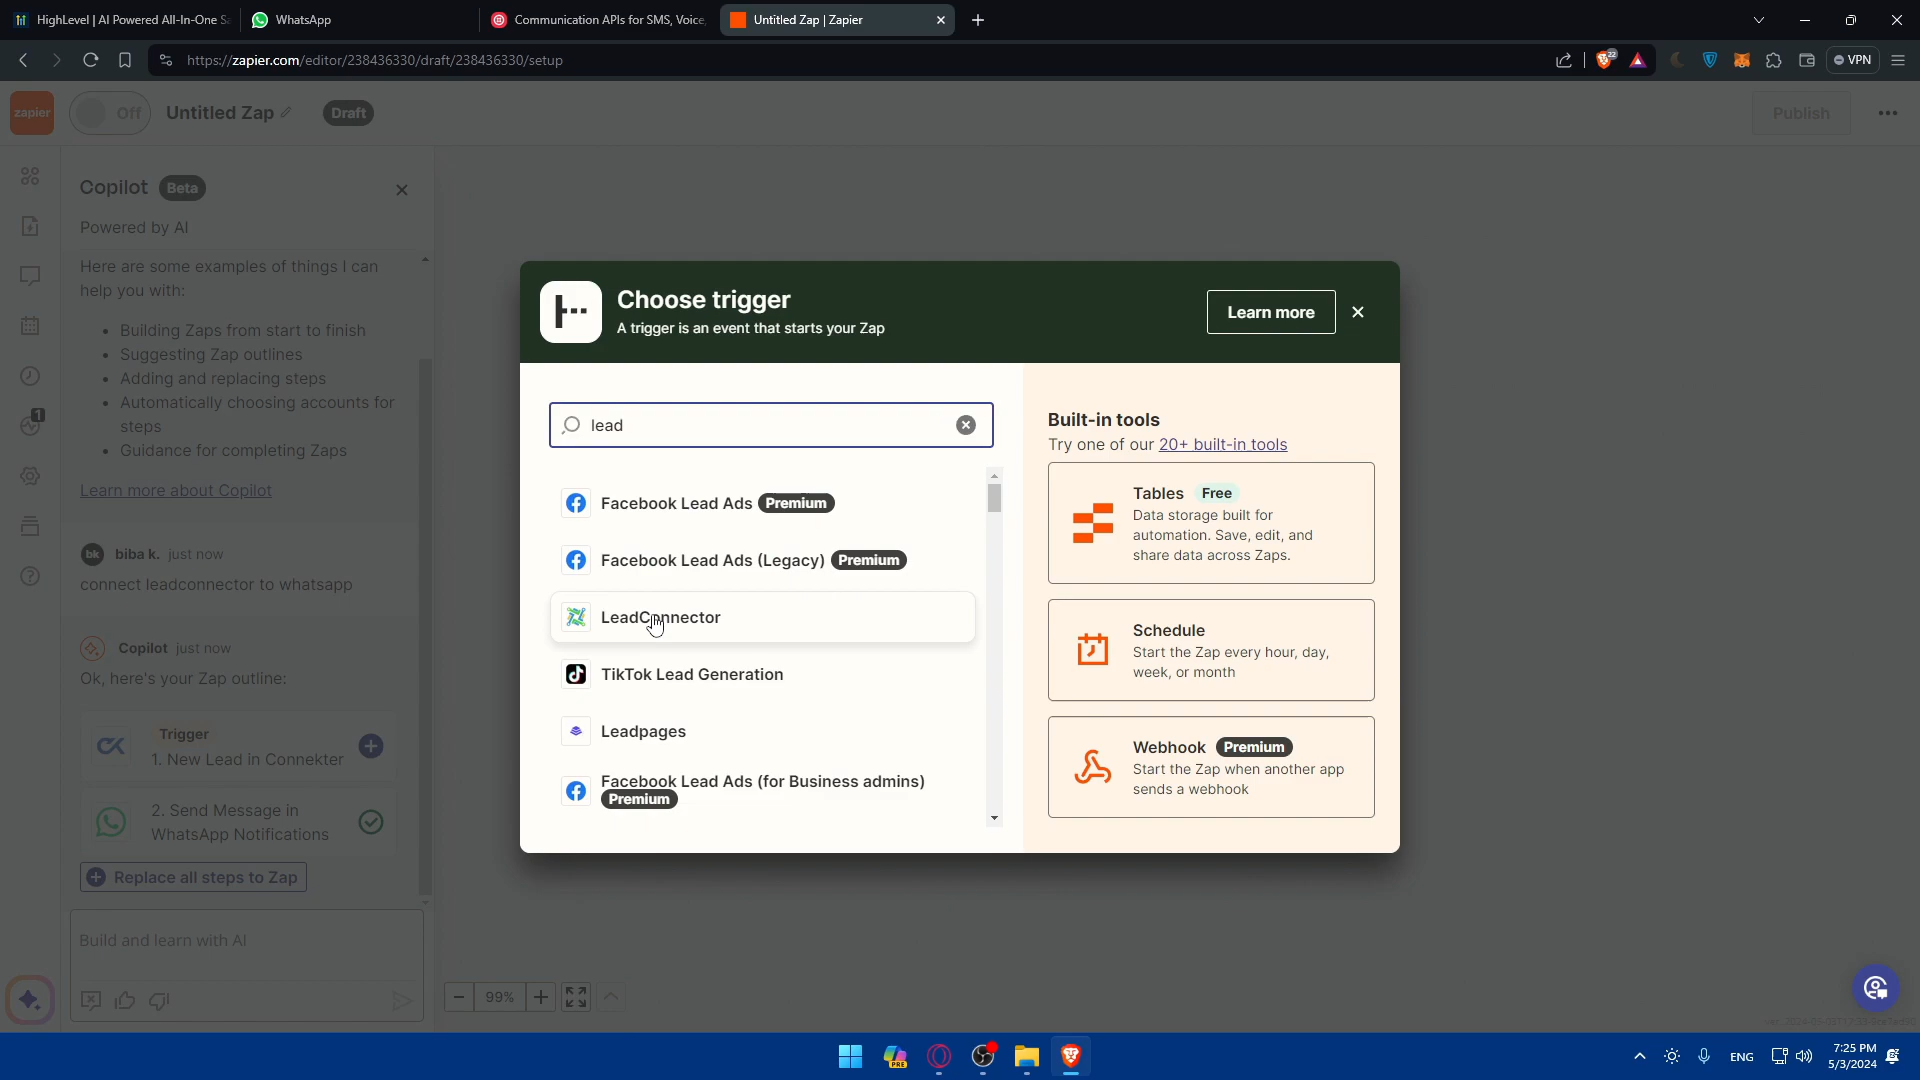 HighLevel | AI Powered All-In-One Sa
WhatsApp
Communication APIs for SMS, Voice,
Untitled Zap | Zapier
https://zapier.com/editor/238436330/draft/238436330/setup
22
VPN
zapier
Off
Untitled Zap
Draft
Publish
Copilot Beta
Powered by AI
Here are some examples of things I can
help you with:
• Building Zaps from start to finish
• Suggesting Zap outlines
• Adding and replacing steps
• Automatically choosing accounts for
steps
• Guidance for completing Zaps
Learn more about Copilot
1
bk biba k. just now
connect leadconnector to whatsapp
Copilot just now
Ok, here's your Zap outline:
Trigger
1. New Lead in Connekter
2. Send Message in
WhatsApp Notifications
Replace all steps to Zap
Build and learn with AI
Choose trigger
A trigger is an event that starts your Zap
Learn more
lead
Facebook Lead Ads Premium
Facebook Lead Ads (Legacy) Premium
LeadConnector
TikTok Lead Generation
Leadpages
Facebook Lead Ads (for Business admins)
Premium
Built-in tools
Try one of our 20+ built-in tools
Tables Free
Data storage built for
automation. Save, edit, and
share data across Zaps.
Schedule
Start the Zap every hour, day,
week, or month
Webhook Premium
Start the Zap when another app
sends a webhook
99%
PRE
ENG
7:25 PM
5/3/2024